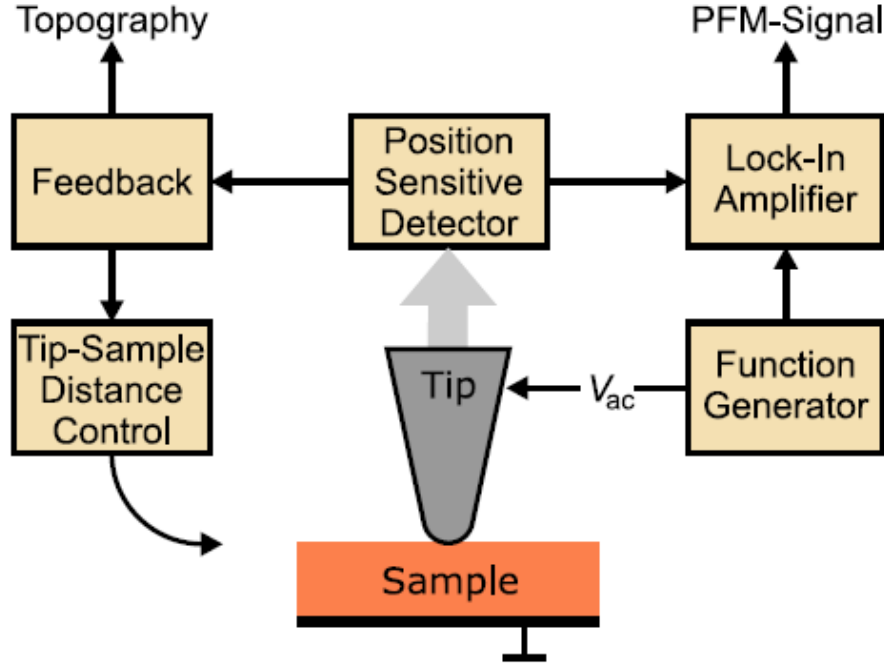 Topography
PFM-Signal
Feedback
Position
Sensitive
Detector
Lock-In
Amplifier
Tip-Sample
Distance
Control
Tip
Vac
Function
Generator
Sample